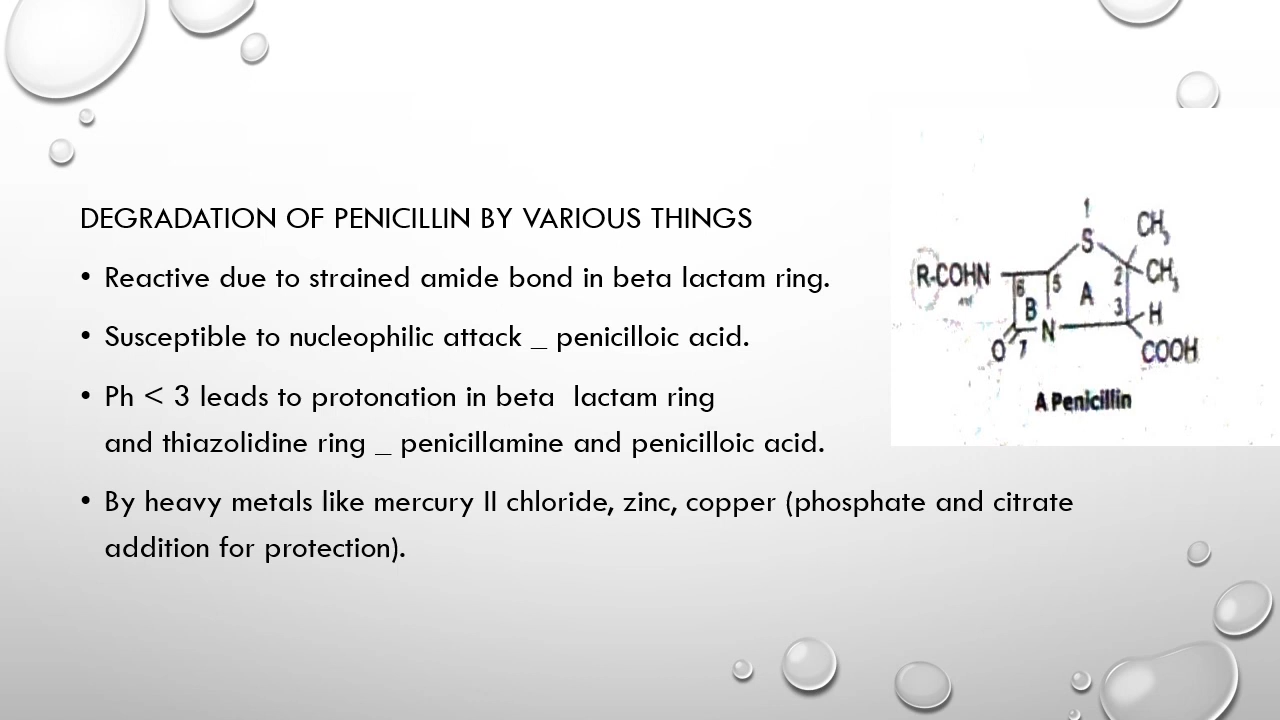 DEGRADATION OF PENICILLIN BY VARIOUS THINGS
• Reactive due to strained amide bond in beta lactam ring.
• Susceptible to nucleophilic attack _ penicilloic acid.
• Ph < 3 leads to protonation in beta  lactam ring
and thiazolidine ring _ penicillamine and penicilloic acid.
• By heavy metals like mercury II chloride, zinc, copper (phosphate and citrate
addition for protection).
1
S
CH3
R-COHN
6
5
A
2
CH3
B
3
H
O
7
N
COOH
A Penicillin